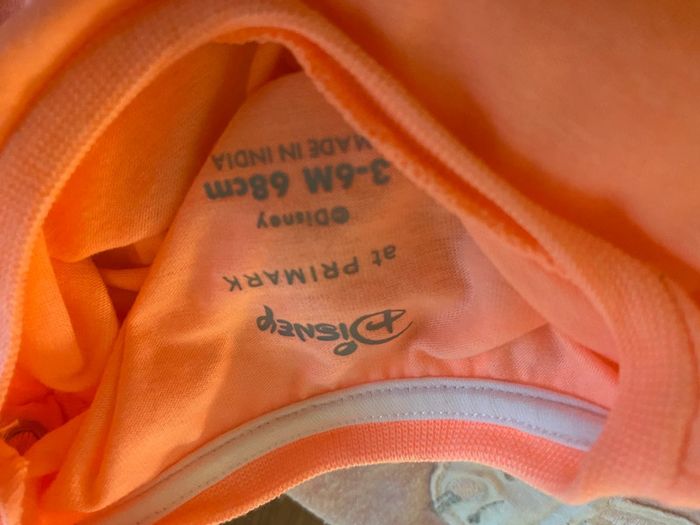 Disney
at PRIMARK
©Disney
3-6M 68cm
MADE IN INDIA